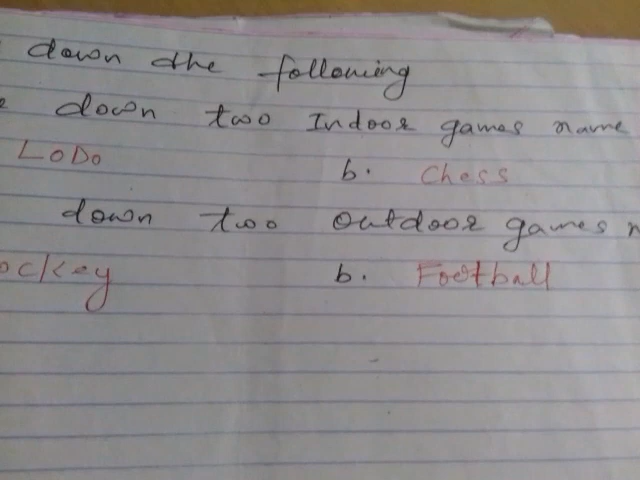 down the following
down two Indoor games name
LODO b. Chess
down two outdoor games
ockey b. Football